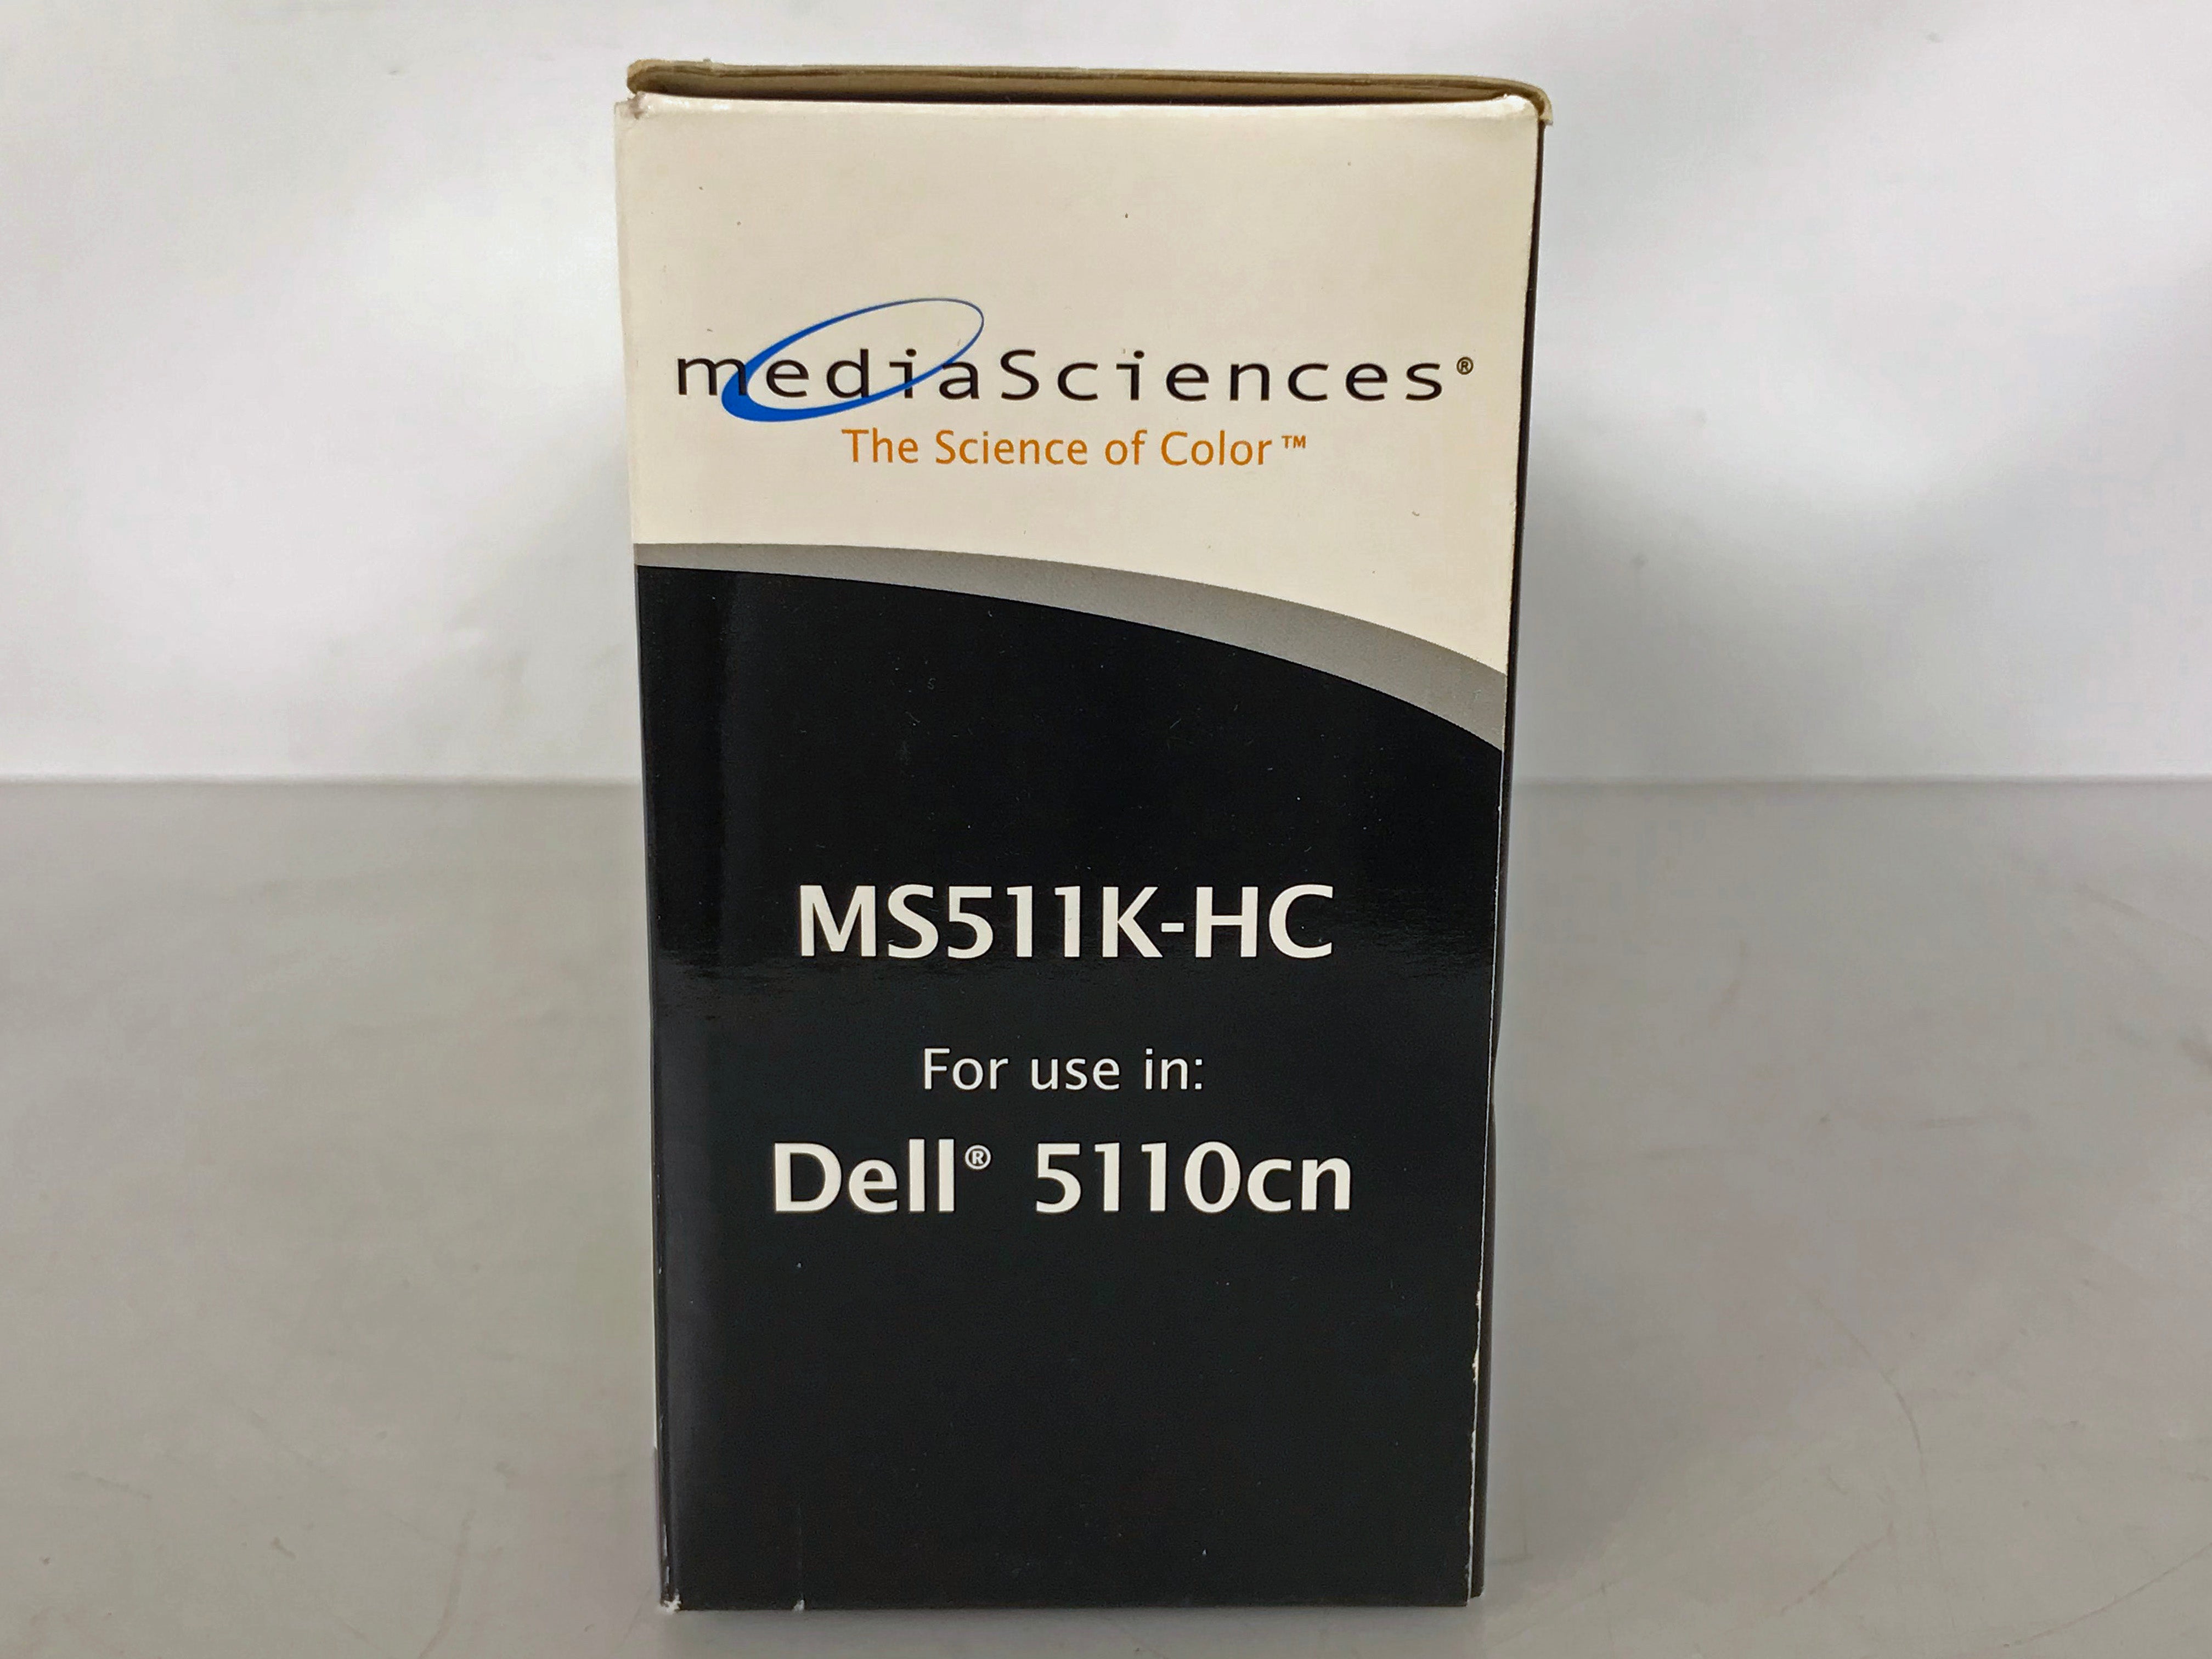 mediaSciences®
The Science of Color™
MS511K-HC
For use in:
Dell® 5110cn